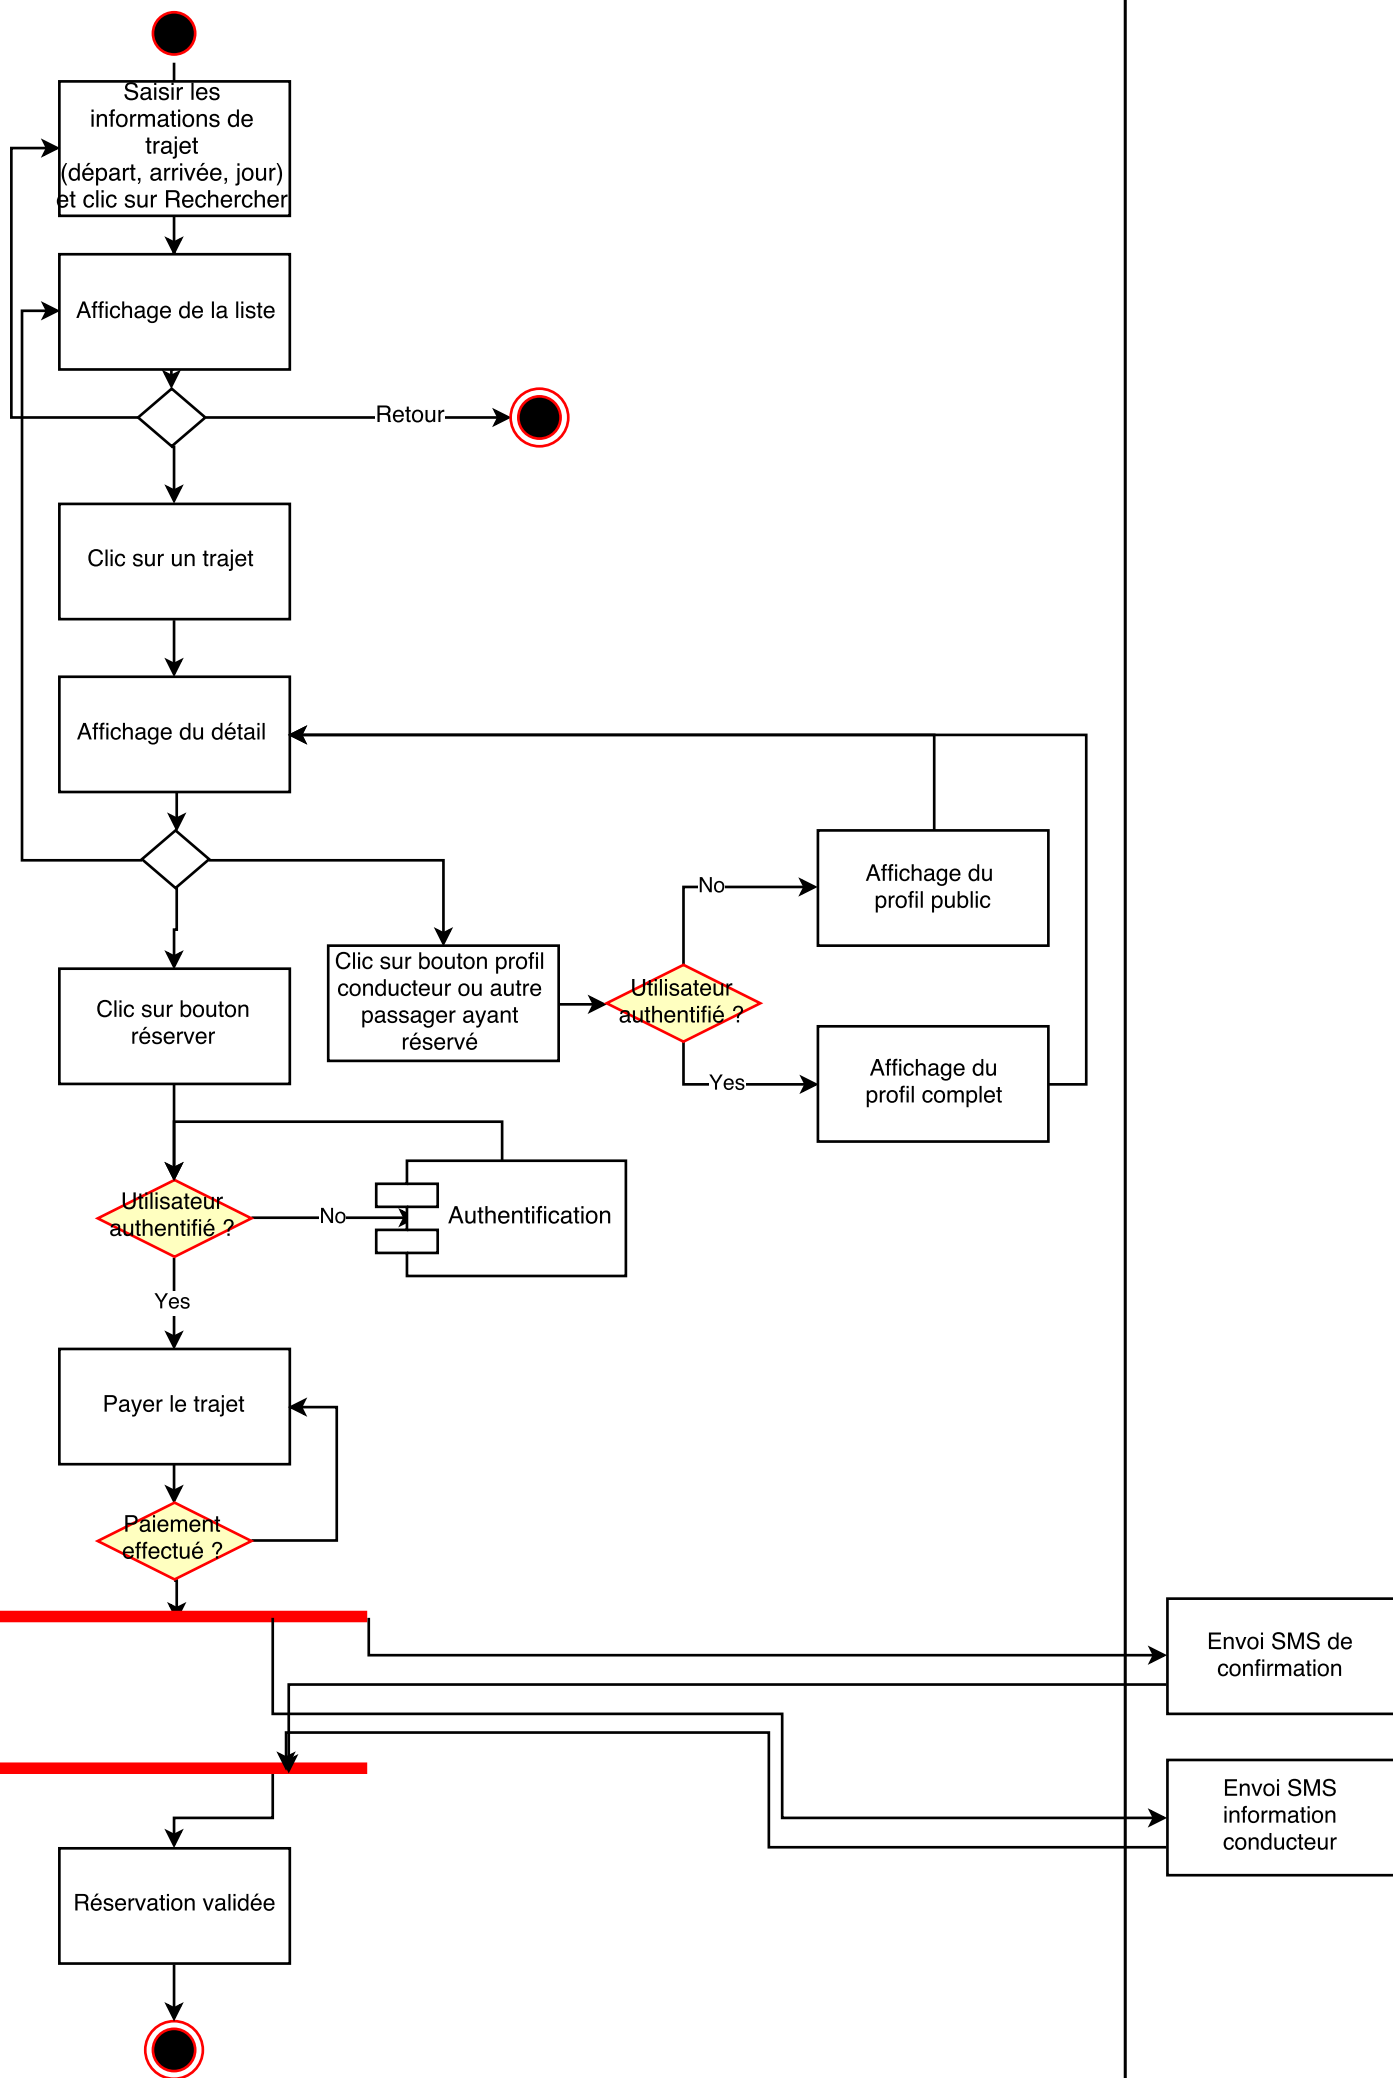 Saisir les
informations de
trajet
(départ, arrivée, jour)
et clic sur Rechercher
Affichage de la liste
Retour
Clic sur un trajet
Affichage du détail
Affichage du
profil public
No
Clic sur bouton profil
conducteur ou autre
passager ayant
réservé
Utilisateur
authentifié ?
Clic sur bouton
réserver
Yes
Affichage du
profil complet
Utilisateur
authentifié ?
No
Authentification
Yes
Payer le trajet
Paiement
effectué ?
Envoi SMS de
confirmation
Envoi SMS
information
conducteur
Réservation validée